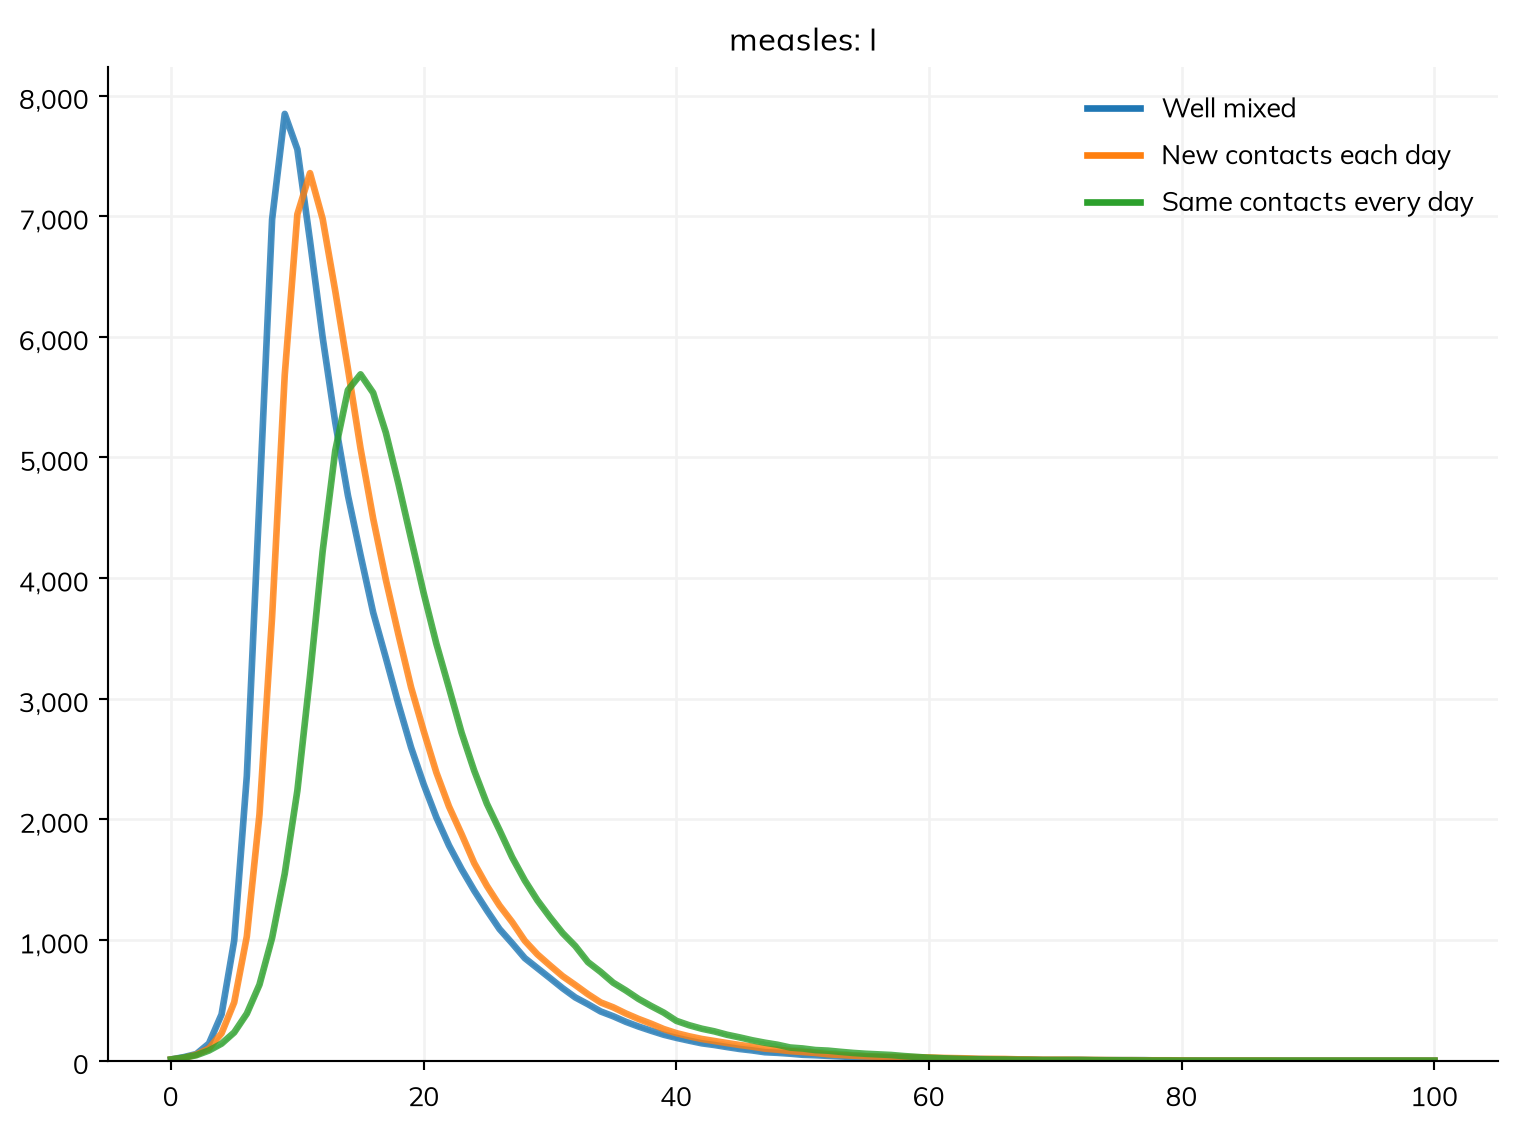 measles: I
8,000
7,000
6,000
5,000
4,000
3,000
2,000
1,000
0
Well mixed
New contacts each day
Same contacts every day
0 20 40 60 80 100